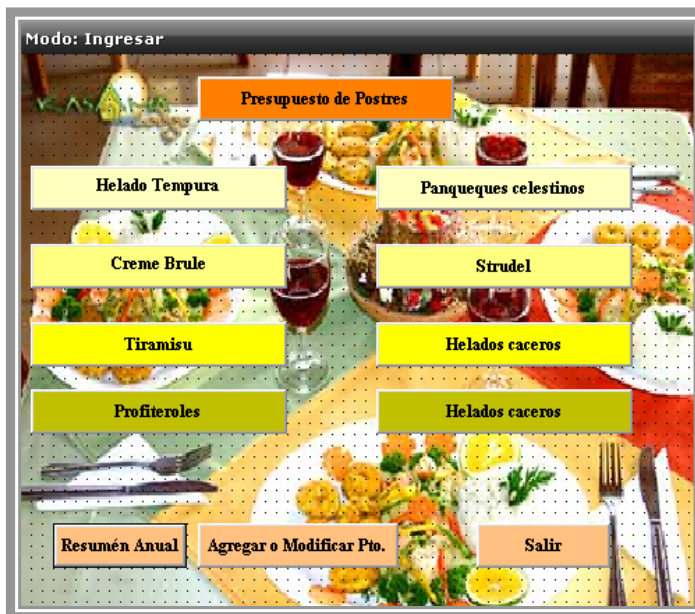 Modo: Ingresar
KasAnia
Presupuesto de Postres
Helado Tempura
Panqueques celestinos
Creme Brule
Strudel
Tiramisu
Helados caceros
Profiteroles
Helados caceros
Resumén Anual
Agregar o Modificar Pto.
Salir